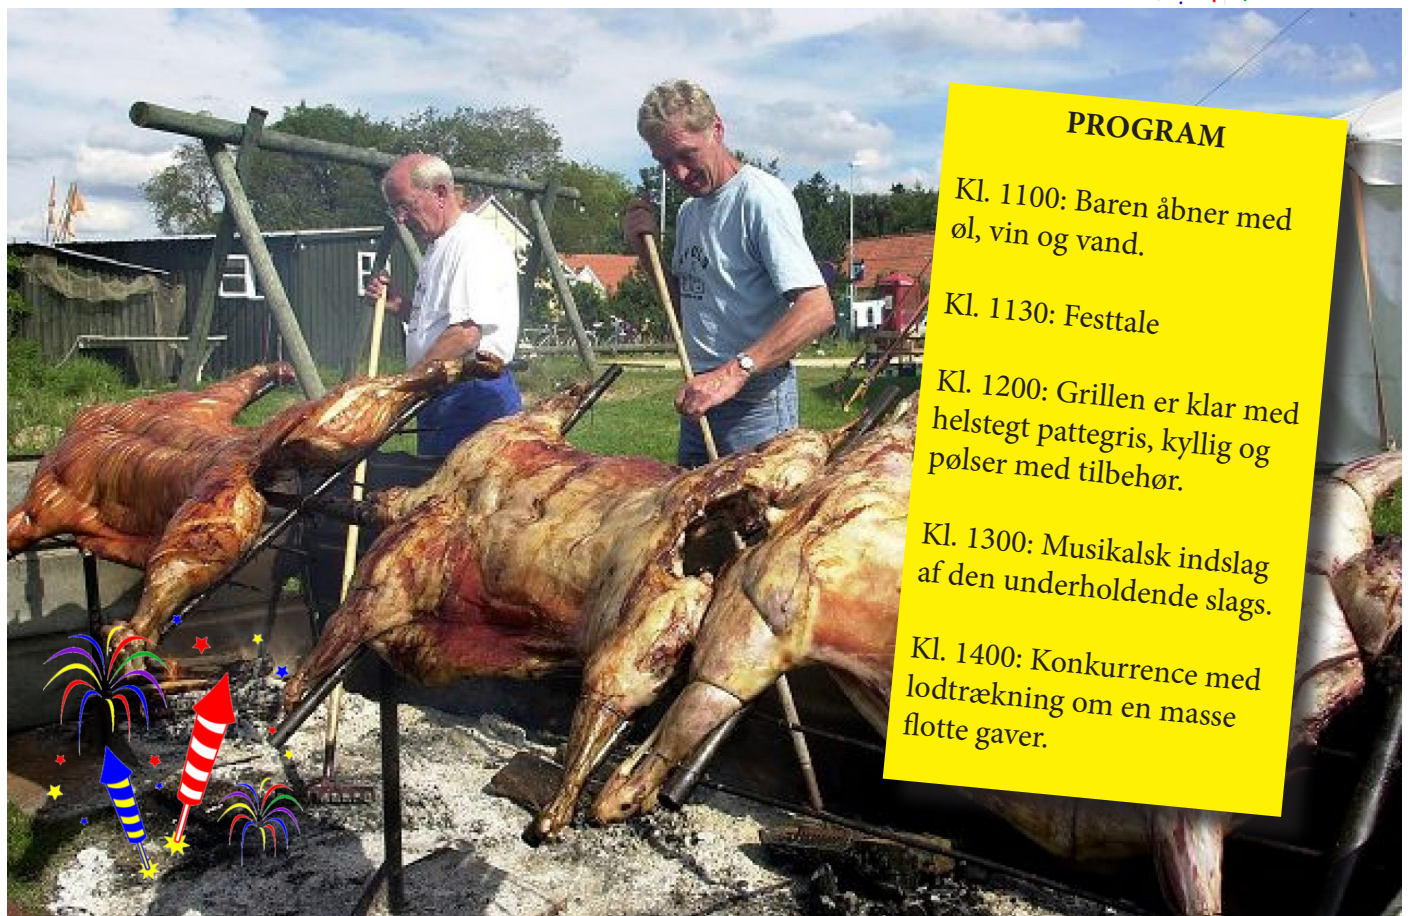 PROGRAM
Kl. 1100: Baren åbner med
øl, vin og vand.
Kl. 1130: Festtale
Kl. 1200: Grillen er klar med
helstegt pattegris, kyllig og
pølser med tilbehør.
Kl. 1300: Musikalsk indslag
af den underholdende slags.
Kl. 1400: Konkurrence med
lodtrækning om en masse
flotte gaver.